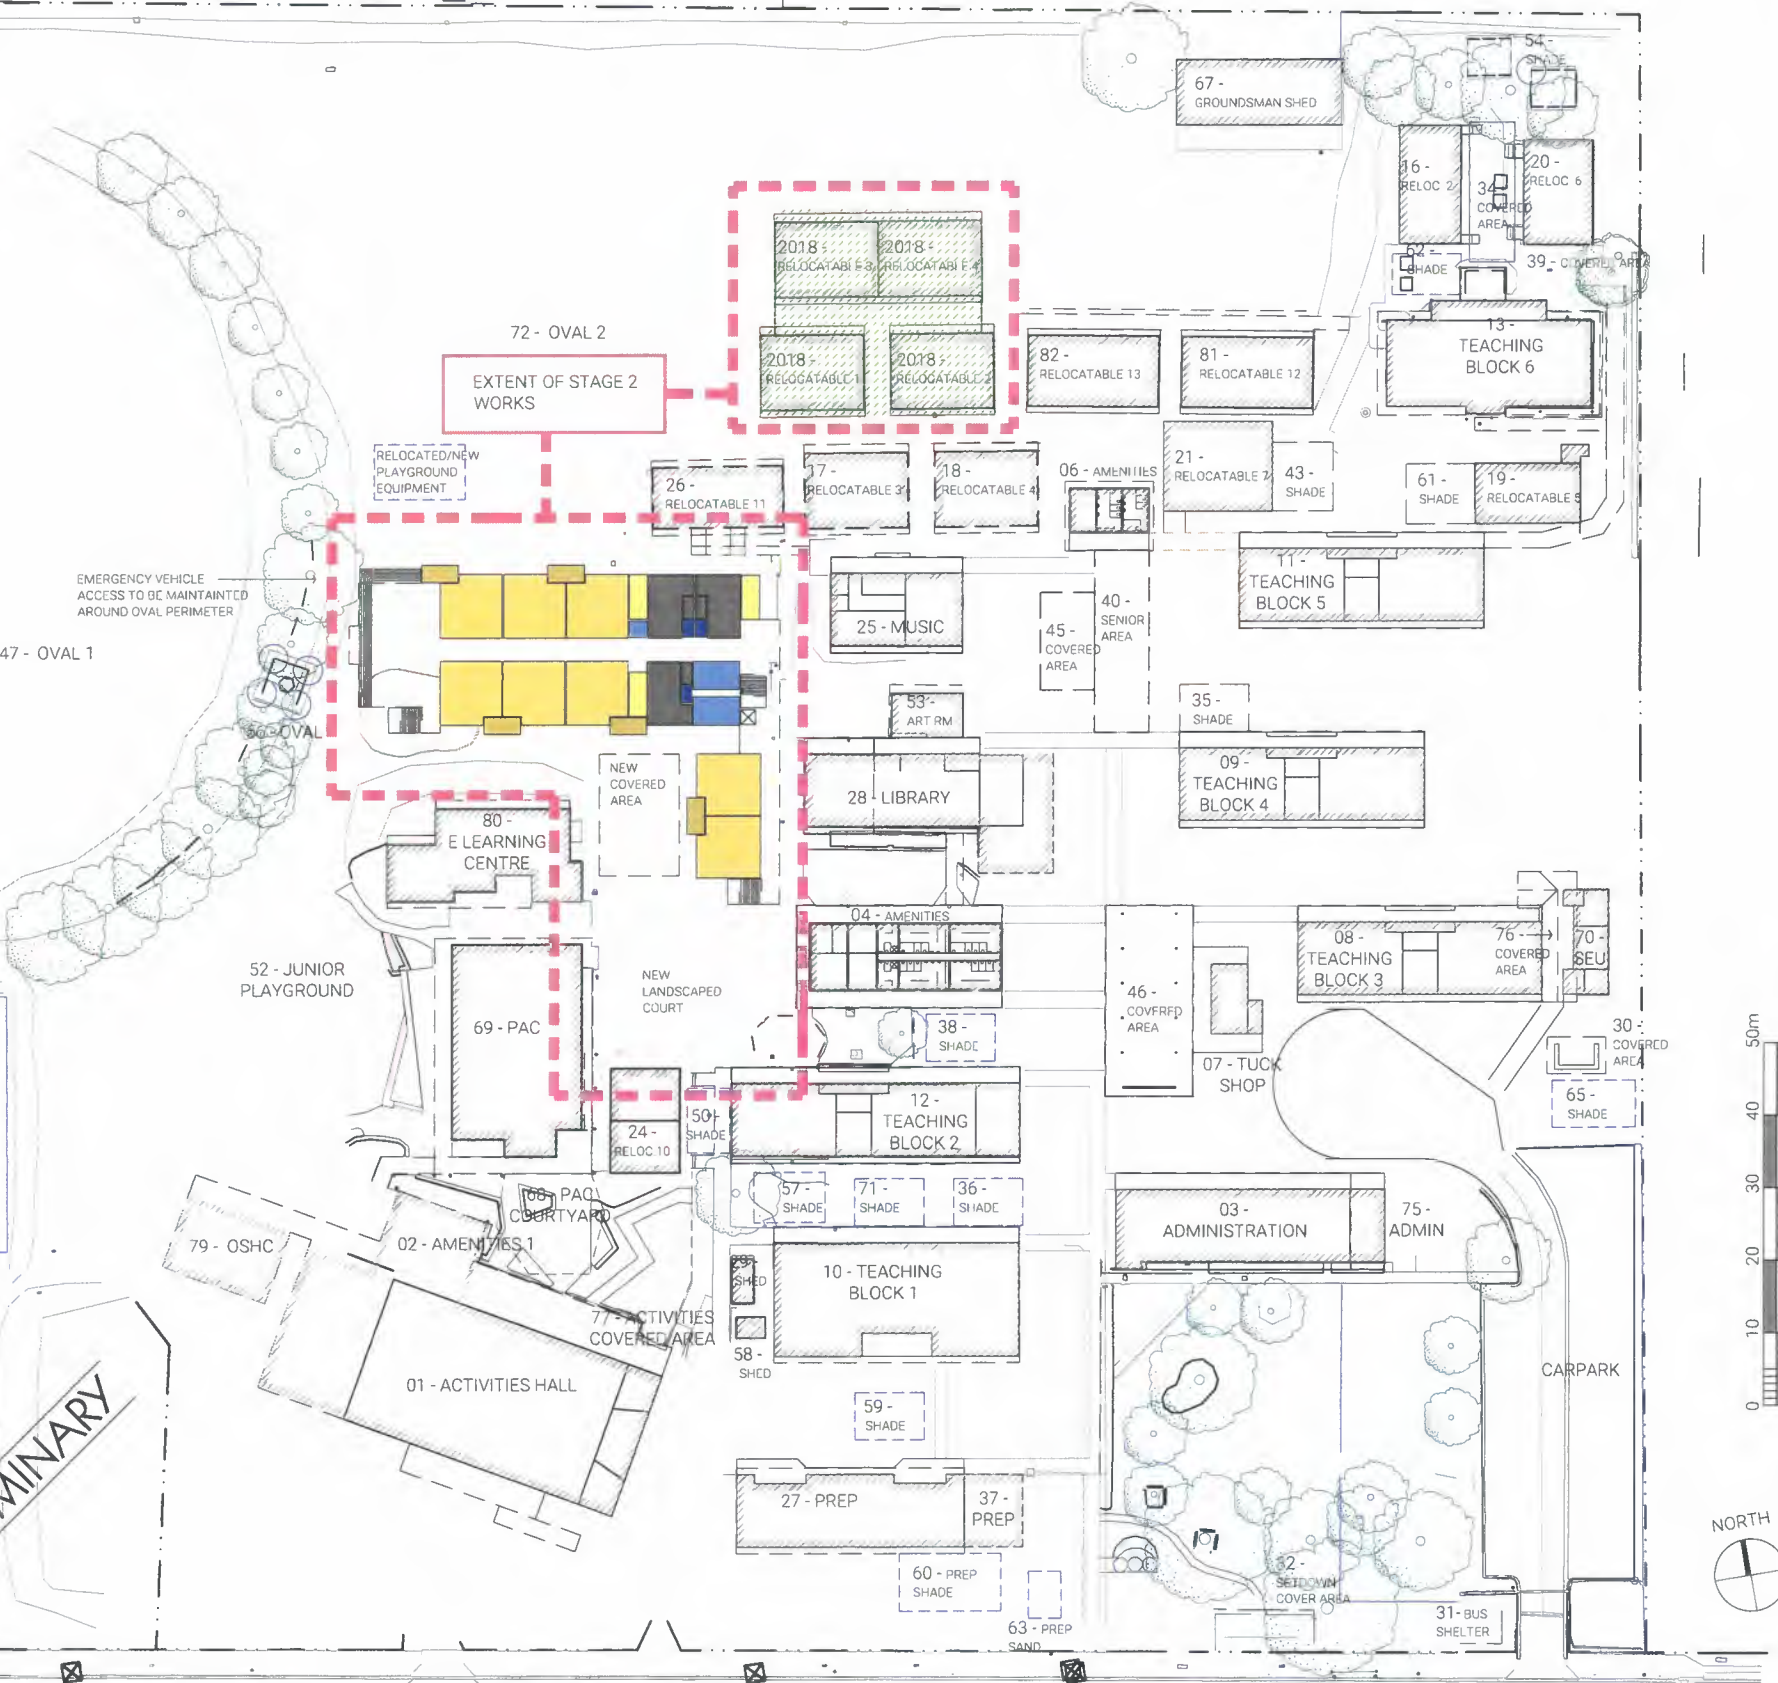 54 -
SHADE
67 -
GROUNDSMAN SHED
16 -
RELOC 2
20 -
RELOC 6
34 -
COVERED
AREA
62 -
SHADE
39 - COVERED AREA
2018 -
RELOCATABLE 3
2018 -
RELOCATABLE 4
2018 -
RELOCATABLE 1
2018 -
RELOCATABLE 2
72 - OVAL 2
EXTENT OF STAGE 2
WORKS
82 -
RELOCATABLE 13
81 -
RELOCATABLE 12
13 -
TEACHING
BLOCK 6
RELOCATED/NEW
PLAYGROUND
EQUIPMENT
26 -
RELOCATABLE 11
17 -
RELOCATABLE 3
18 -
RELOCATABLE 4
06 - AMENITIES
21 -
RELOCATABLE 7
43 -
SHADE
61 -
SHADE
19 -
RELOCATABLE 5
EMERGENCY VEHICLE
ACCESS TO BE MAINTAINTED
AROUND OVAL PERIMETER
47 - OVAL 1
OVAL
25 - MUSIC
45 -
COVERED
AREA
40 -
SENIOR
AREA
11 -
TEACHING
BLOCK 5
53 -
ART RM
35 -
SHADE
09 -
TEACHING
BLOCK 4
28 - LIBRARY
NEW
COVERED
AREA
80 -
E LEARNING
CENTRE
04 - AMENITIES
52 - JUNIOR
PLAYGROUND
69 - PAC
NEW
LANDSCAPED
COURT
38 -
SHADE
46 -
COVERED
AREA
07 - TUCK
SHOP
08 -
TEACHING
BLOCK 3
76 -
COVERED
AREA
70 -
SEU
30 -
COVERED
AREA
65 -
SHADE
24 -
RELOC 10
50 -
SHADE
12 -
TEACHING
BLOCK 2
57 -
SHADE
71 -
SHADE
36 -
SHADE
68 - PAC
COURTYARD
79 - OSHC
02 - AMENITIES 1
03 -
ADMINISTRATION
75 -
ADMIN
SHED
10 - TEACHING
BLOCK 1
77 - ACTIVITIES
COVERED AREA
58 -
SHED
01 - ACTIVITIES HALL
59 -
SHADE
CARPARK
27 - PREP
37 -
PREP
60 - PREP
SHADE
63 - PREP
SAND
SETDOWN
COVER AREA
31 - BUS
SHELTER
MINARY
50m
40
30
20
10
0
NORTH